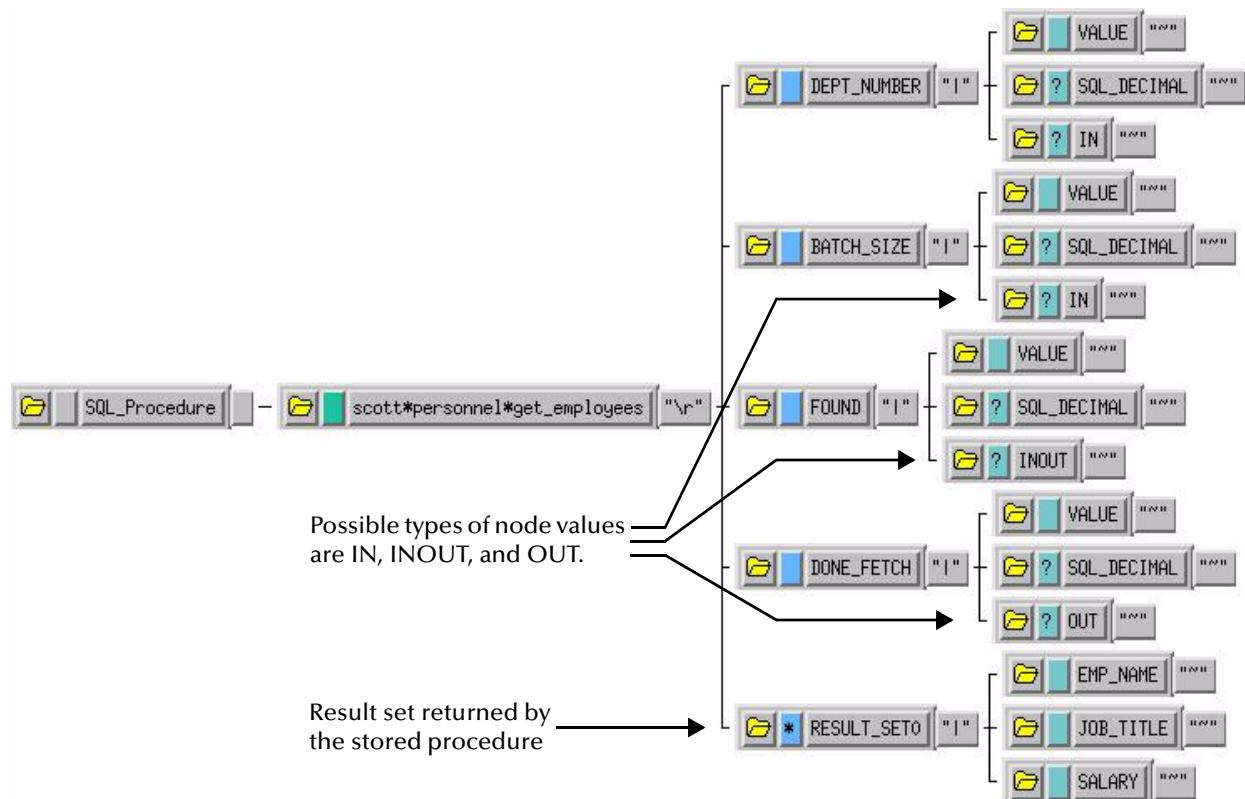 VALUE "~"
DEPT_NUMBER "|" ? SQL_DECIMAL "~"
? IN "~"
VALUE "~"
BATCH_SIZE "|" ? SQL_DECIMAL "~"
? IN "~"
VALUE "~"
SQL_Procedure scott*personnel*get_employees "\r" FOUND "|" ? SQL_DECIMAL "~"
? INOUT "~"
Possible types of node values
are IN, INOUT, and OUT.
VALUE "~"
DONE_FETCH "|" ? SQL_DECIMAL "~"
? OUT "~"
EMP_NAME "~"
Result set returned by
the stored procedure
* RESULT_SET0 "|" JOB_TITLE "~"
SALARY "~"